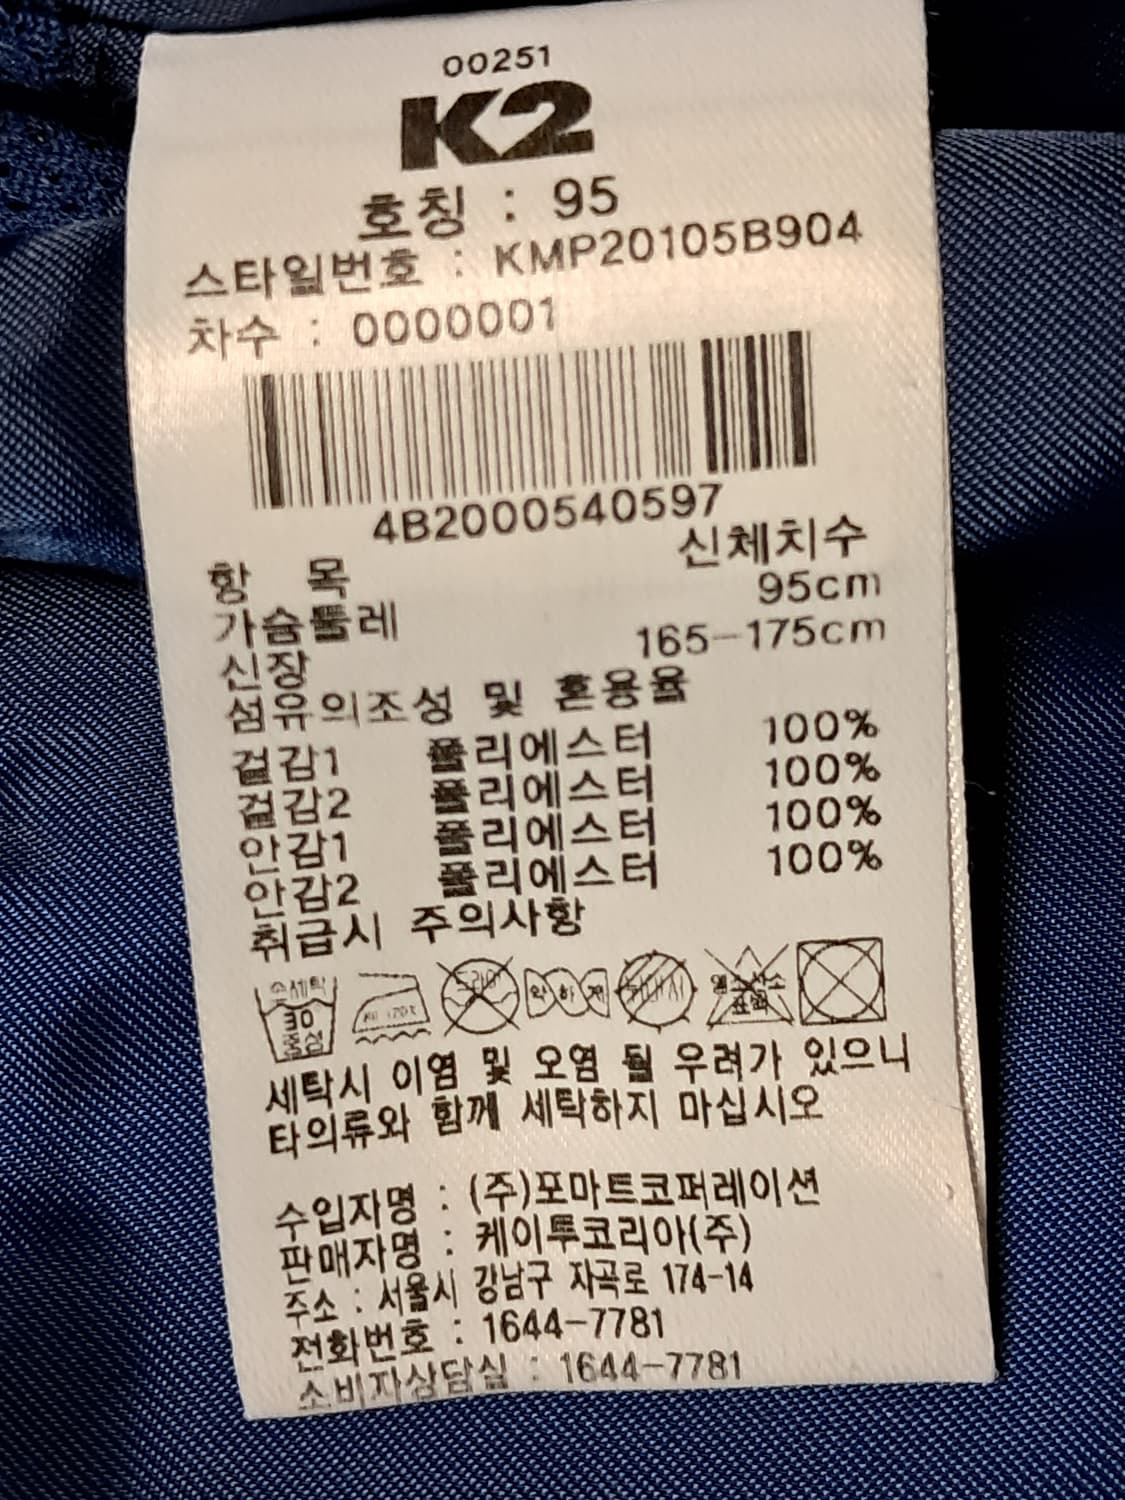 00251
K2
호칭 : 95
스타일번호 : KMP20105B904
차수 : 0000001
4B2000540597
항 목 신체치수
가슴둘레 95cm
신장 165-175cm
섬유의조성 및 혼용율
겉감1 폴리에스터 100%
겉감2 폴리에스터 100%
안감1 폴리에스터 100%
안감2 폴리에스터 100%
취급시 주의사항
손세탁 30 중성 드라이 약하게 염소산소표백
세탁시 이염 및 오염 될 우려가 있으니
타의류와 함께 세탁하지 마십시오
수입자명 : (주)포마트코퍼레이션
판매자명 : 케이투코리아(주)
주소 : 서울시 강남구 자곡로 174-14
전화번호 : 1644-7781
소비자상담실 : 1644-7781